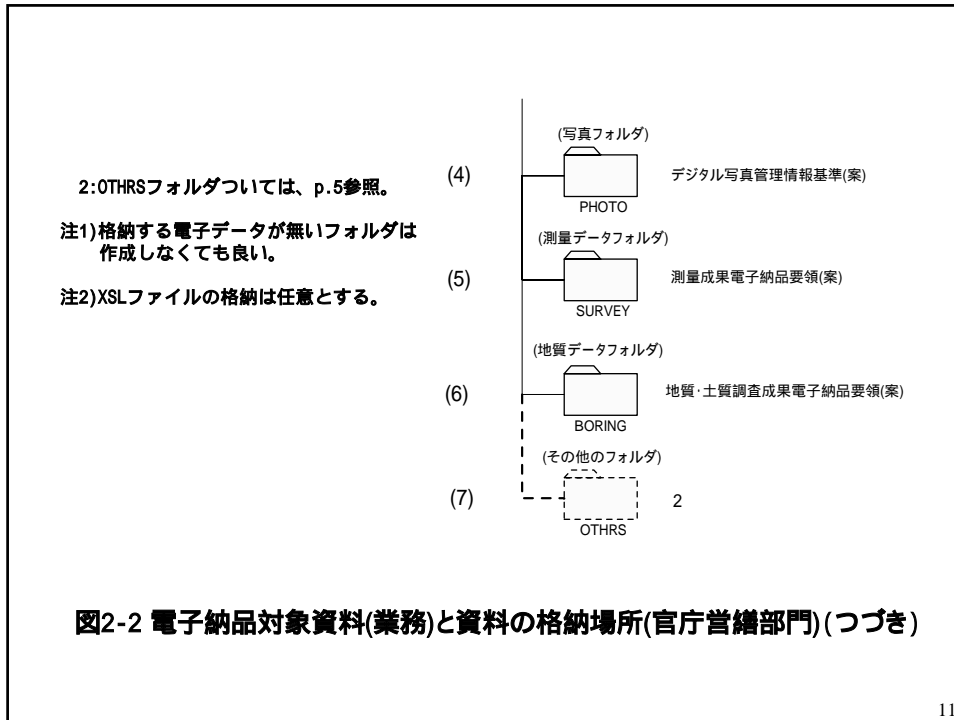 2:OTHRSフォルダついては、p.5参照。
注1)格納する電子データが無いフォルダは
作成しなくても良い。
注2)XSLファイルの格納は任意とする。
(写真フォルダ)
(4)
デジタル写真管理情報基準(案)
PHOTO
(測量データフォルダ)
(5)
測量成果電子納品要領(案)
SURVEY
(地質データフォルダ)
(6)
地質・土質調査成果電子納品要領(案)
BORING
(その他のフォルダ)
(7)
2
OTHRS
図2-2 電子納品対象資料(業務)と資料の格納場所(官庁営繕部門)(つづき)
11